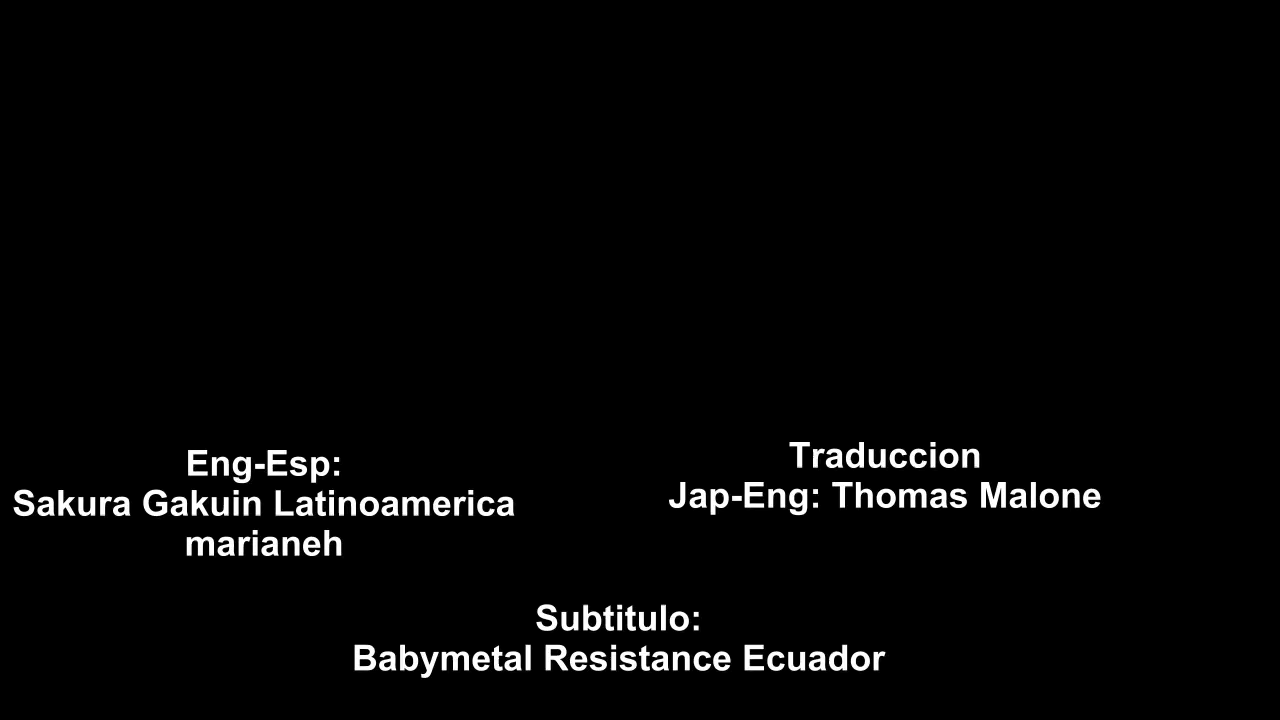 Eng-Esp:
Sakura Gakuin Latinoamerica
marianeh
Traduccion
Jap-Eng: Thomas Malone
Subtitulo:
Babymetal Resistance Ecuador